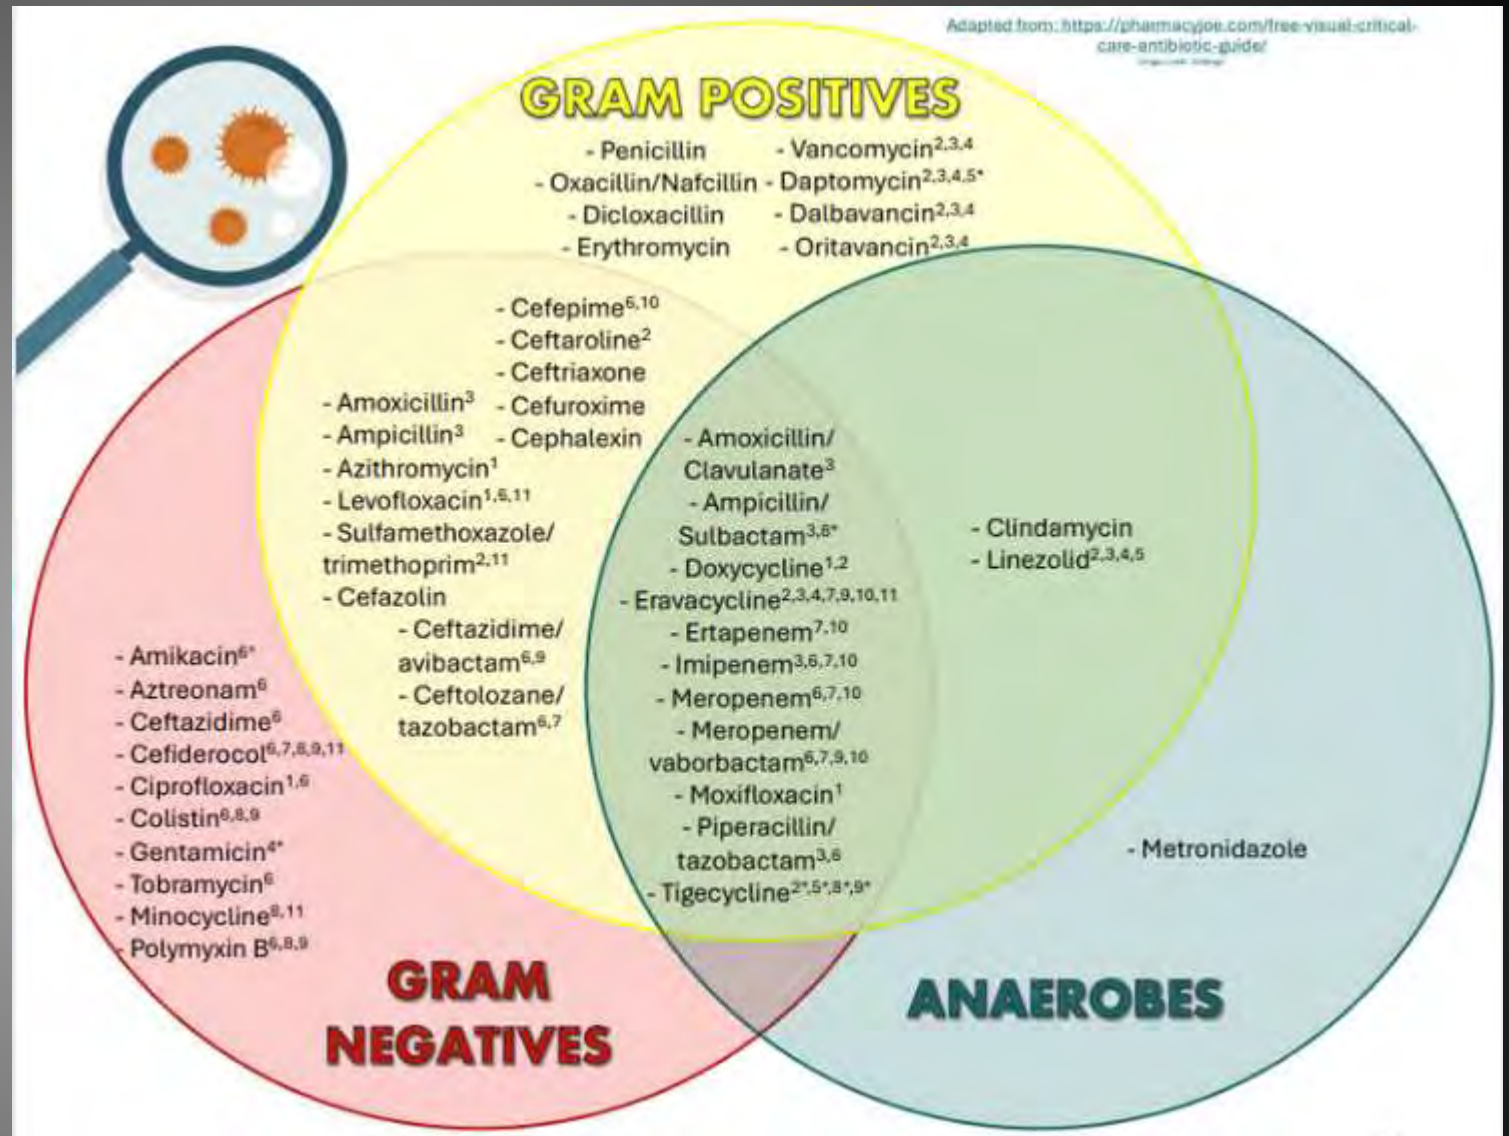 Adapted from: https://pharmacyjoe.com/free-visual-critical-
care-antibiotic-guide/
GRAM POSITIVES
- Penicillin
- Oxacillin/Nafcillin
- Dicloxacillin
- Erythromycin
- Vancomycin2,3,4
- Daptomycin2,3,4,5*
- Dalbavancin2,3,4
- Oritavancin2,3,4
- Cefepime6,10
- Ceftaroline2
- Ceftriaxone
- Cefuroxime
- Cephalexin
- Amoxicillin3
- Ampicillin3
- Azithromycin1
- Levofloxacin1,6,11
- Sulfamethoxazole/
trimethoprim2,11
- Cefazolin
- Ceftazidime/
avibactam6,9
- Ceftolozane/
tazobactam6,7
- Amoxicillin/
Clavulanate3
- Ampicillin/
Sulbactam3,8*
- Doxycycline1,2
- Eravacycline2,3,4,7,9,10,11
- Ertapenem7,10
- Imipenem3,6,7,10
- Meropenem6,7,10
- Meropenem/
vaborbactam6,7,9,10
- Moxifloxacin1
- Piperacillin/
tazobactam3,6
- Tigecycline2*,5*,8*,9*
- Clindamycin
- Linezolid2,3,4,5
- Amikacin6*
- Aztreonam6
- Ceftazidime6
- Cefiderocol6,7,8,9,11
- Ciprofloxacin1,6
- Colistin6,8,9
- Gentamicin4*
- Tobramycin6
- Minocycline8,11
- Polymyxin B6,8,9
- Metronidazole
GRAM
NEGATIVES
ANAEROBES